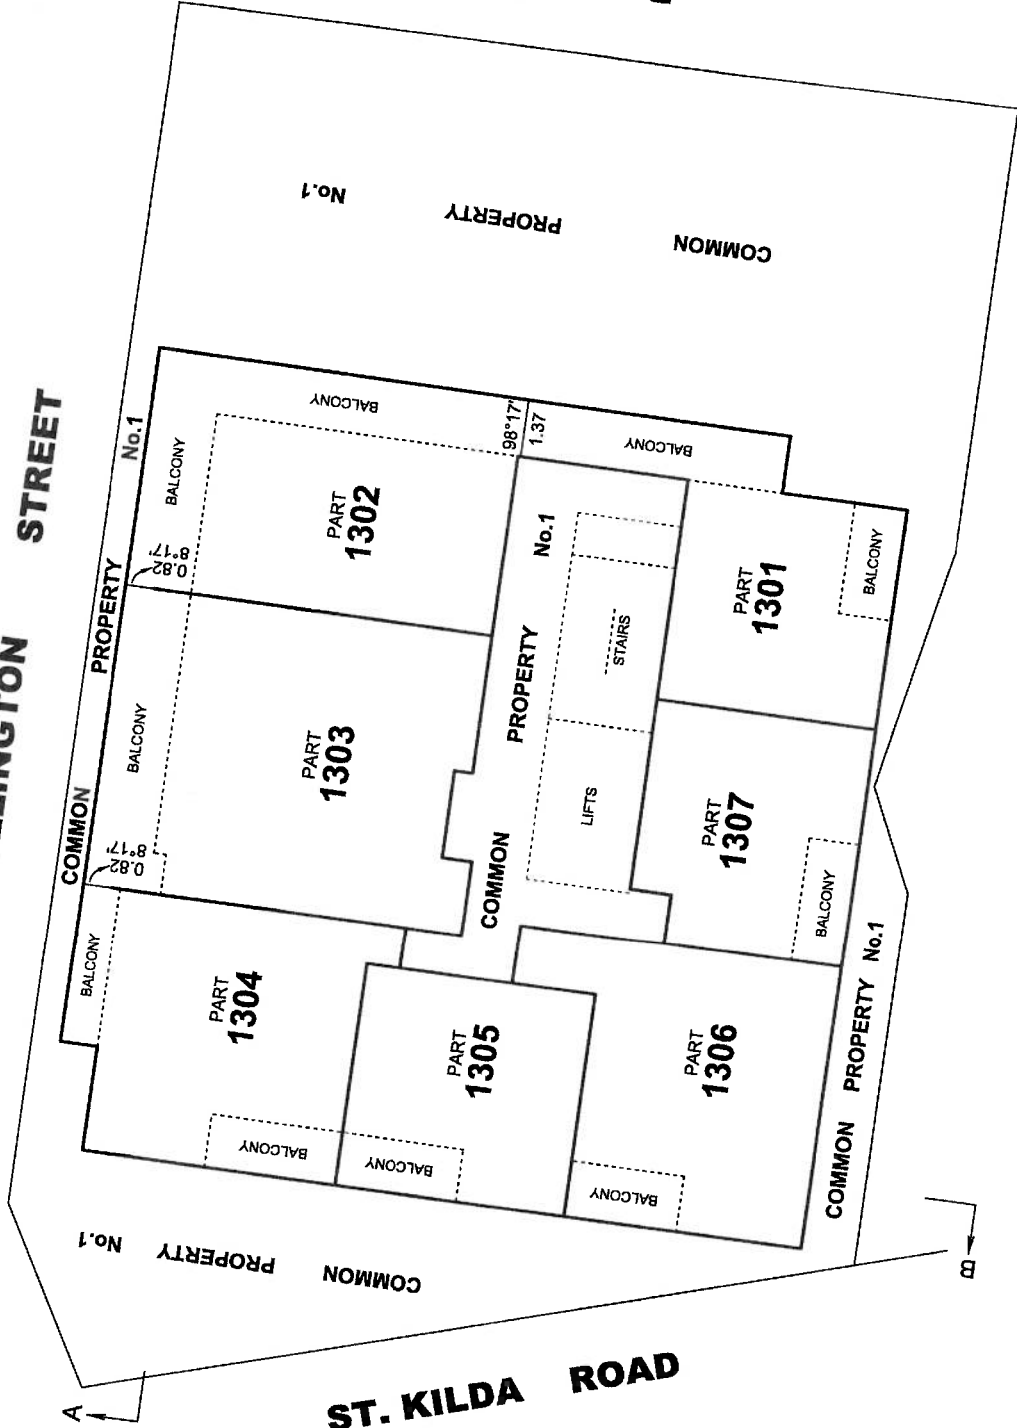 STREET
No.1
PROPERTY
COMMON
COMMON
PROPERTY
No.1
BALCONY
BALCONY
98°17'
1.37
BALCONY
PART
1302
0.82
8°17'
BALCONY
PART
1303
0.82
8°17'
BALCONY
PART
1304
BALCONY
PART
1305
BALCONY
PART
1306
BALCONY
PART
1307
BALCONY
PART
1301
BALCONY
No.1
PROPERTY
COMMON
STAIRS
LIFTS
COMMON PROPERTY No.1
COMMON PROPERTY No.1
A
B
ST. KILDA ROAD